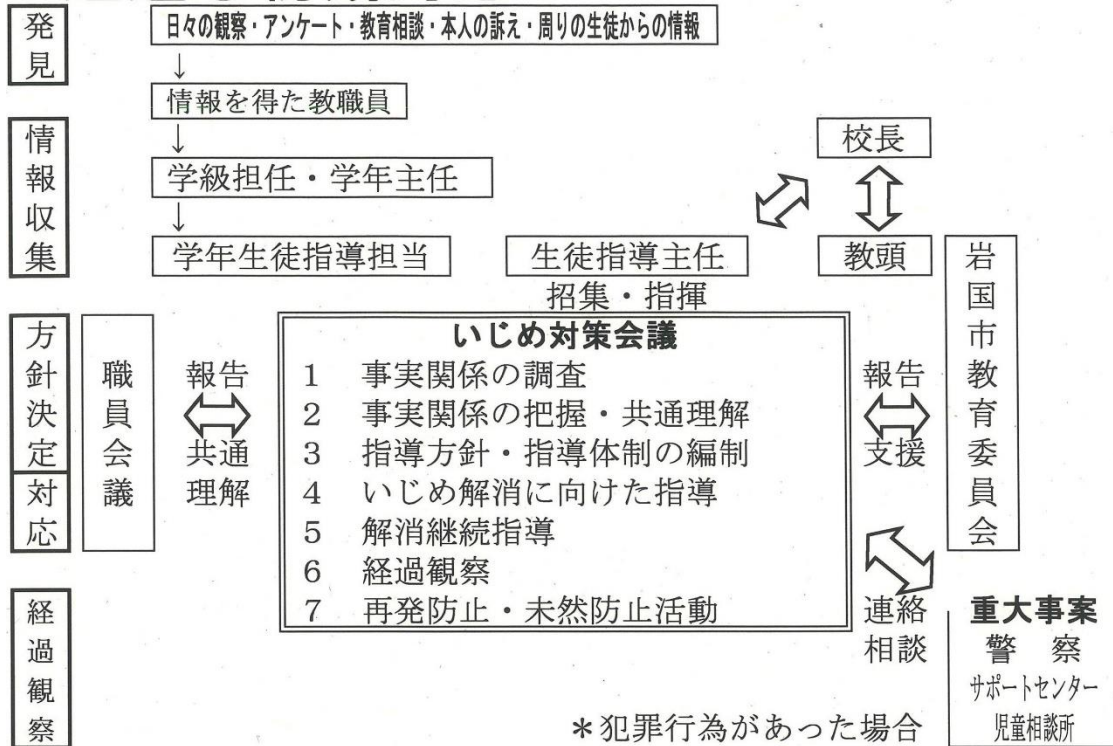 発見
日々の観察・アンケート・教育相談・本人の訴え・周りの生徒からの情報
↓
情報を得た教職員
情報収集
↓
学級担任・学年主任
校長
↓
学年生徒指導担当
生徒指導主任
教頭
招集・指揮
岩国市教育委員会
方針決定
対応
職員会議
報告
共通
理解
いじめ対策会議
1 事実関係の調査
2 事実関係の把握・共通理解
3 指導方針・指導体制の編制
4 いじめ解消に向けた指導
5 解消継続指導
6 経過観察
7 再発防止・未然防止活動
報告
支援
連絡
相談
経過観察
重大事案
警察
サポートセンター
児童相談所
*犯罪行為があった場合